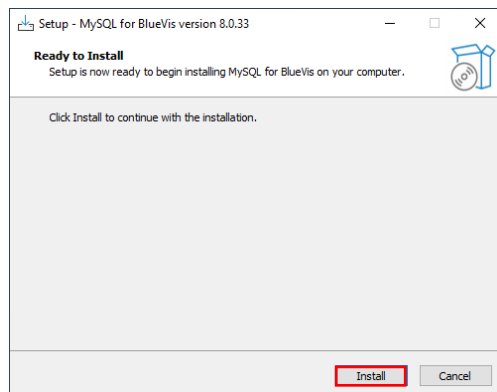 Setup - MySQL for BlueVis version 8.0.33
Ready to Install
Setup is now ready to begin installing MySQL for BlueVis on your computer.
Click Install to continue with the installation.
Install
Cancel